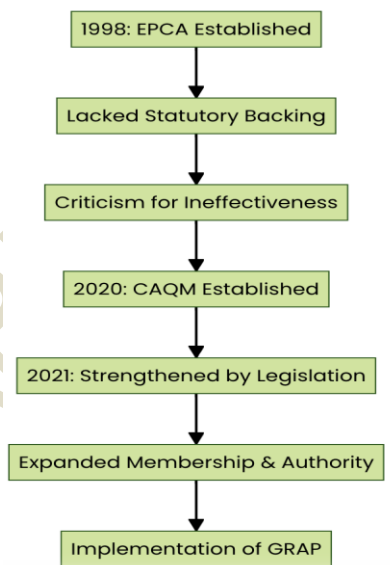 1998: EPCA Established
Lacked Statutory Backing
Criticism for Ineffectiveness
2020: CAQM Established
2021: Strengthened by Legislation
Expanded Membership & Authority
Implementation of GRAP